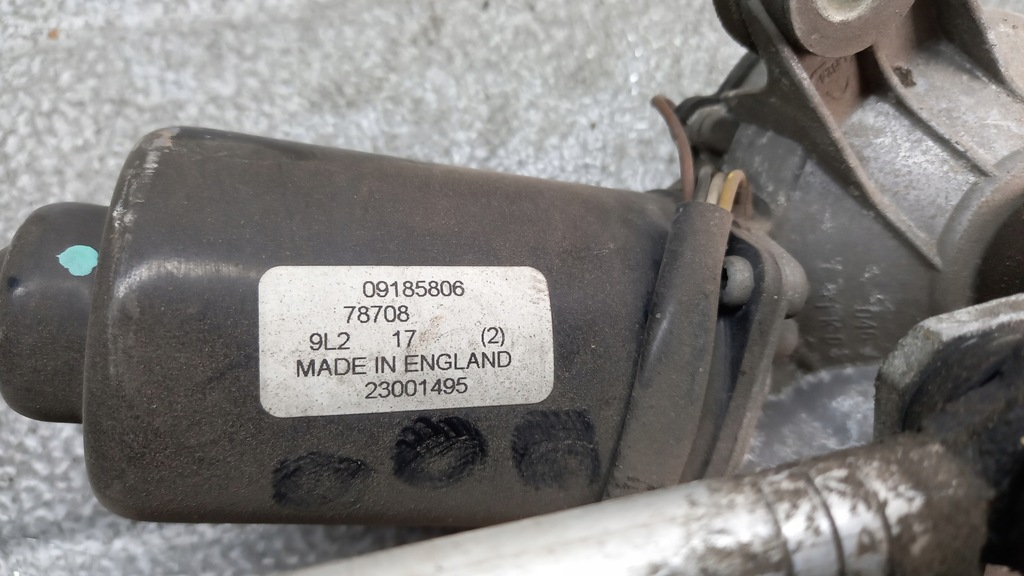 09185806
78708
9L2 17 (2)
MADE IN ENGLAND
23001495